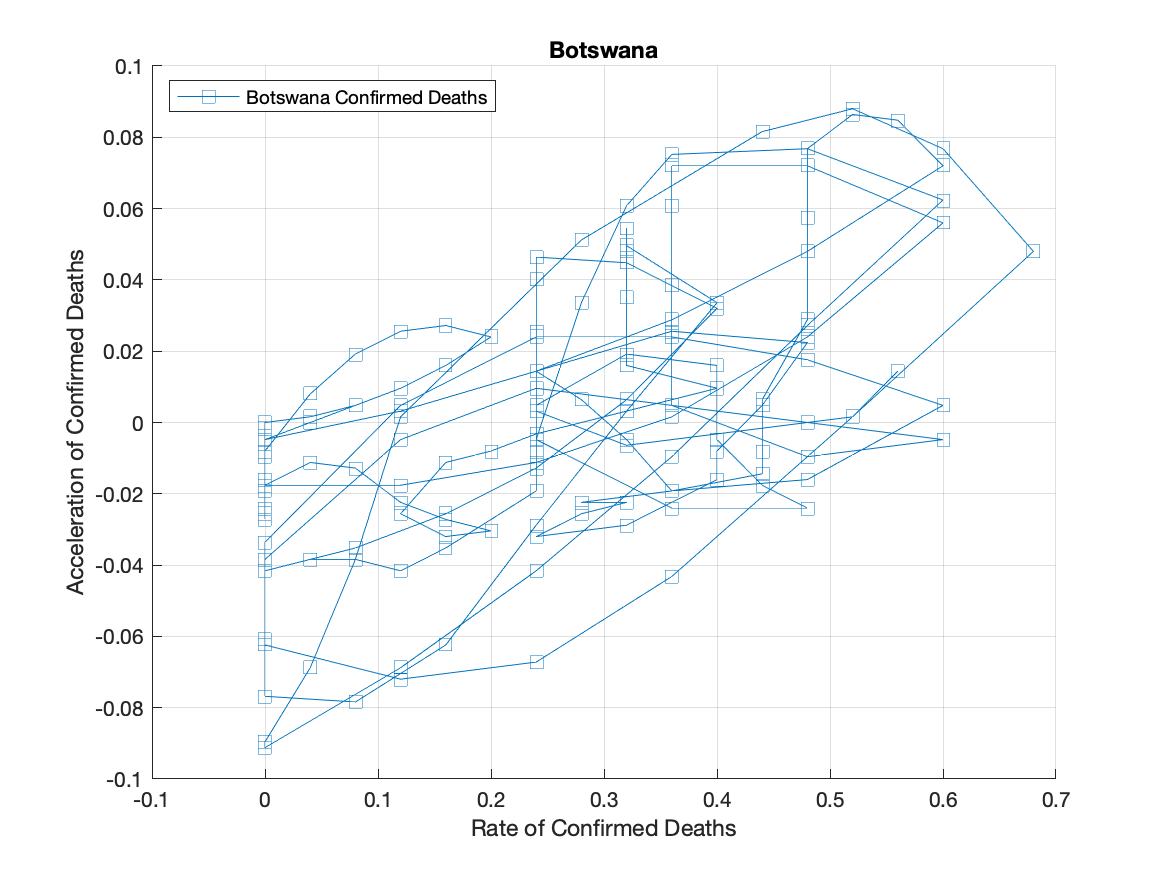 Botswana
Botswana Confirmed Deaths
Acceleration of Confirmed Deaths
0.1
0.08
0.06
0.04
0.02
0
-0.02
-0.04
-0.06
-0.08
-0.1
-0.1 0 0.1 0.2 0.3 0.4 0.5 0.6 0.7
Rate of Confirmed Deaths